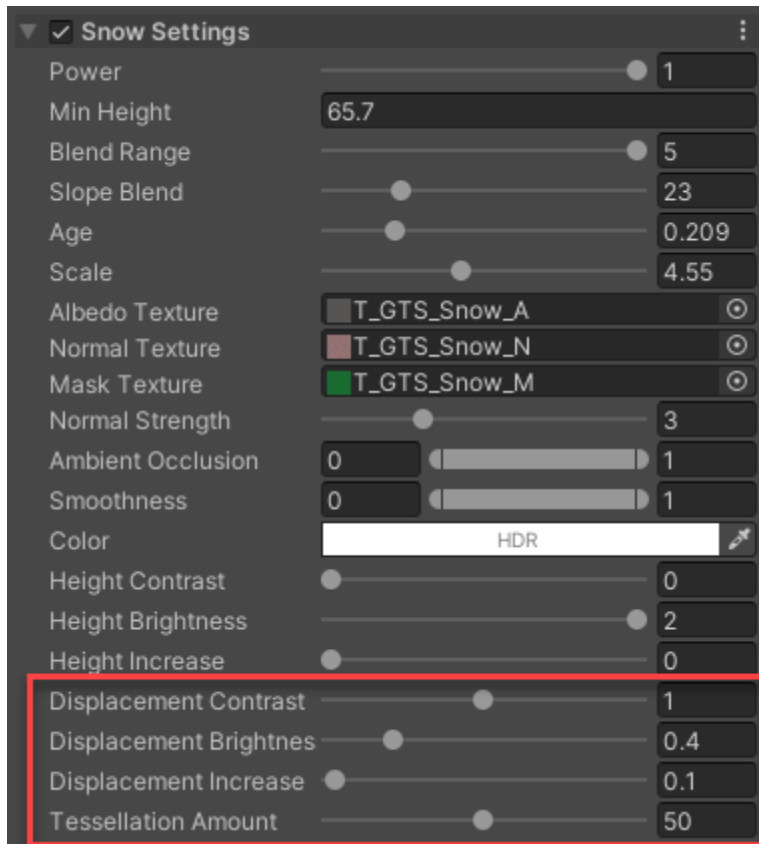 Snow Settings
Power 1
Min Height 65.7
Blend Range 5
Slope Blend 23
Age 0.209
Scale 4.55
Albedo Texture T_GTS_Snow_A
Normal Texture T_GTS_Snow_N
Mask Texture T_GTS_Snow_M
Normal Strength 3
Ambient Occlusion 0 1
Smoothness 0 1
Color HDR
Height Contrast 0
Height Brightness 2
Height Increase 0
Displacement Contrast 1
Displacement Brightnes 0.4
Displacement Increase 0.1
Tessellation Amount 50